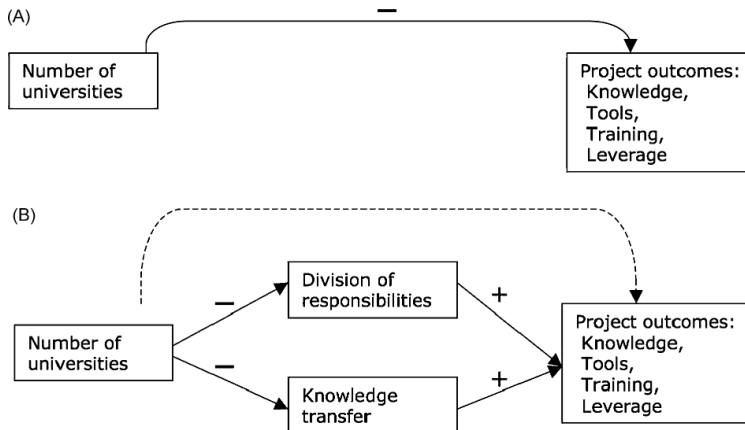 (A)
−
Number of
universities
Project outcomes:
Knowledge,
Tools,
Training,
Leverage
(B)
Division of
responsibilities
−
+
Number of
universities
Project outcomes:
Knowledge,
Tools,
Training,
Leverage
−
+
Knowledge
transfer